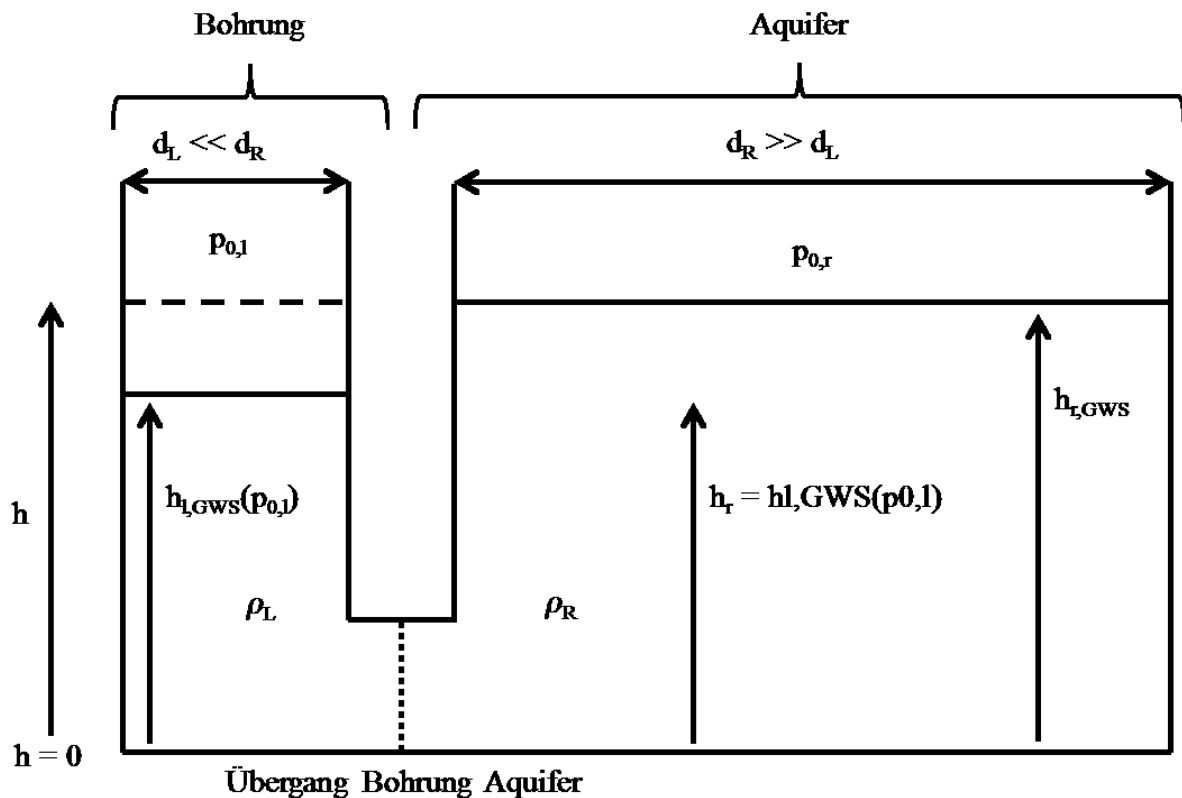 Bohrung
Aquifer
d_L << d_R
d_R >> d_L
p_0,l
p_0,r
h_r,GWS
h_l,GWS(p_0,l)
h_r = hl,GWS(p0,l)
h
ρ_L
ρ_R
h = 0
Übergang Bohrung Aquifer